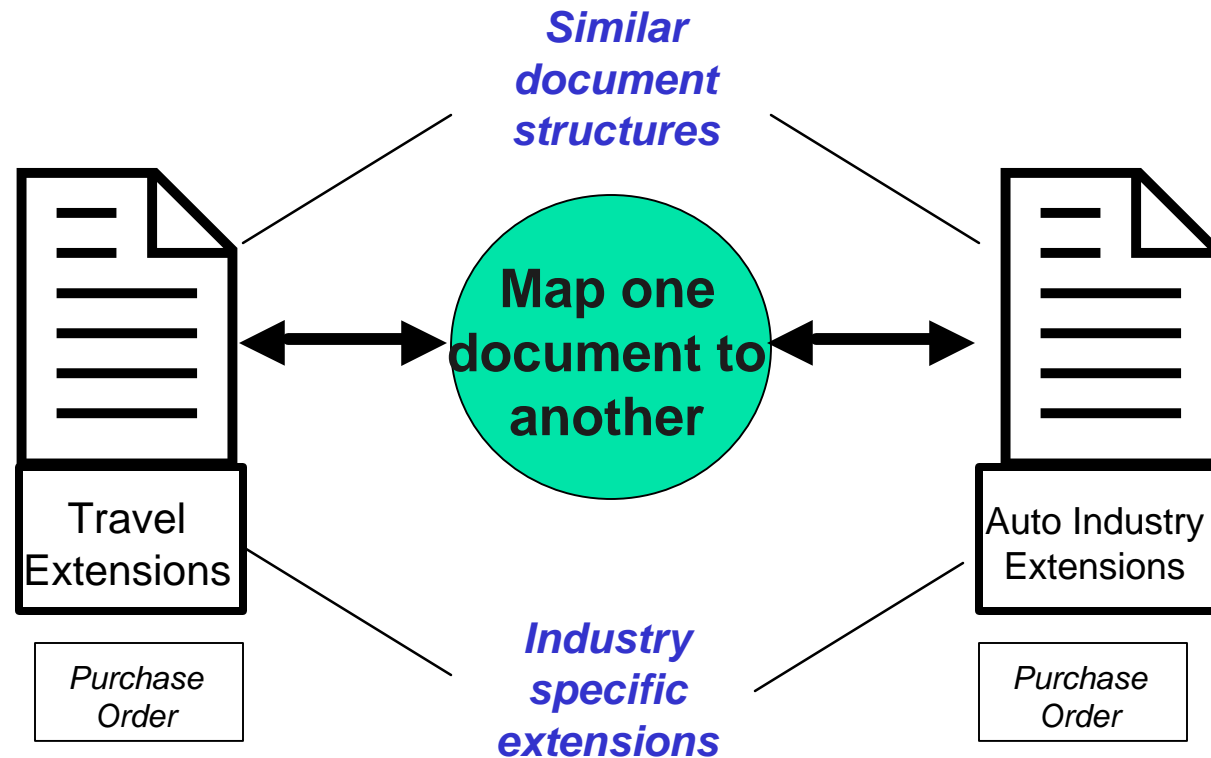 Similar
document
structures
Map one
document to
another
Travel
Extensions
Auto Industry
Extensions
Purchase
Order
Industry
specific
extensions
Purchase
Order